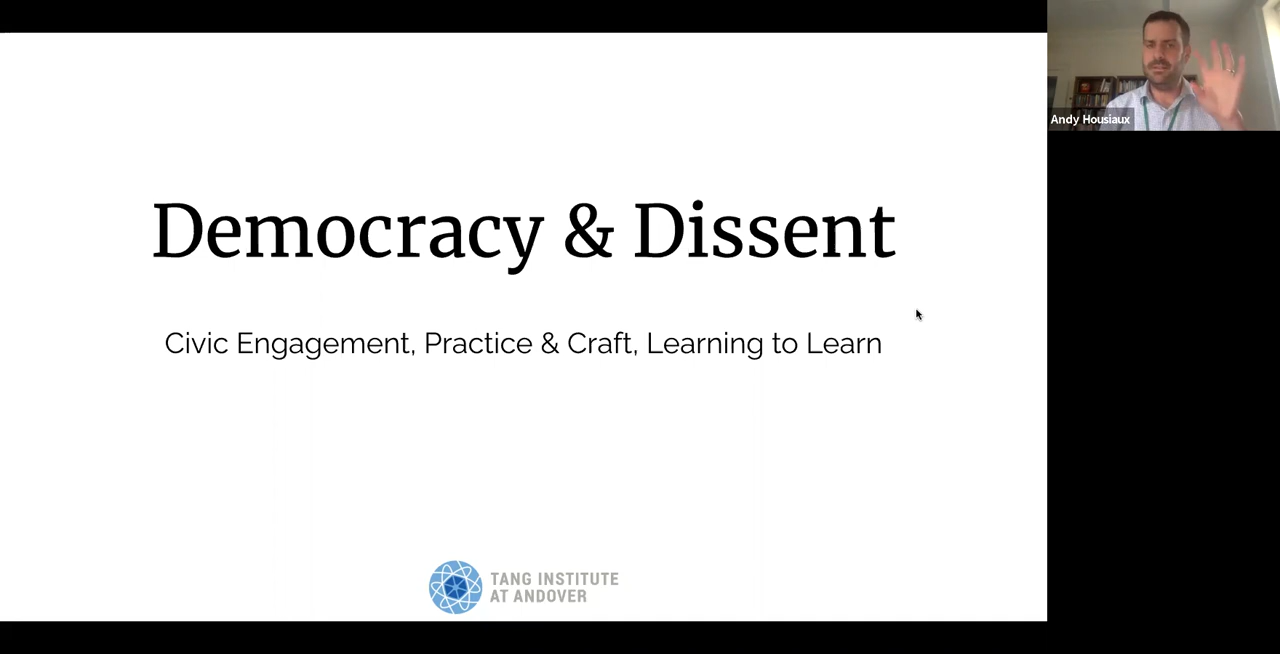 Democracy & Dissent
Civic Engagement, Practice & Craft, Learning to Learn
TANG INSTITUTE
AT ANDOVER
Andy Housiaux